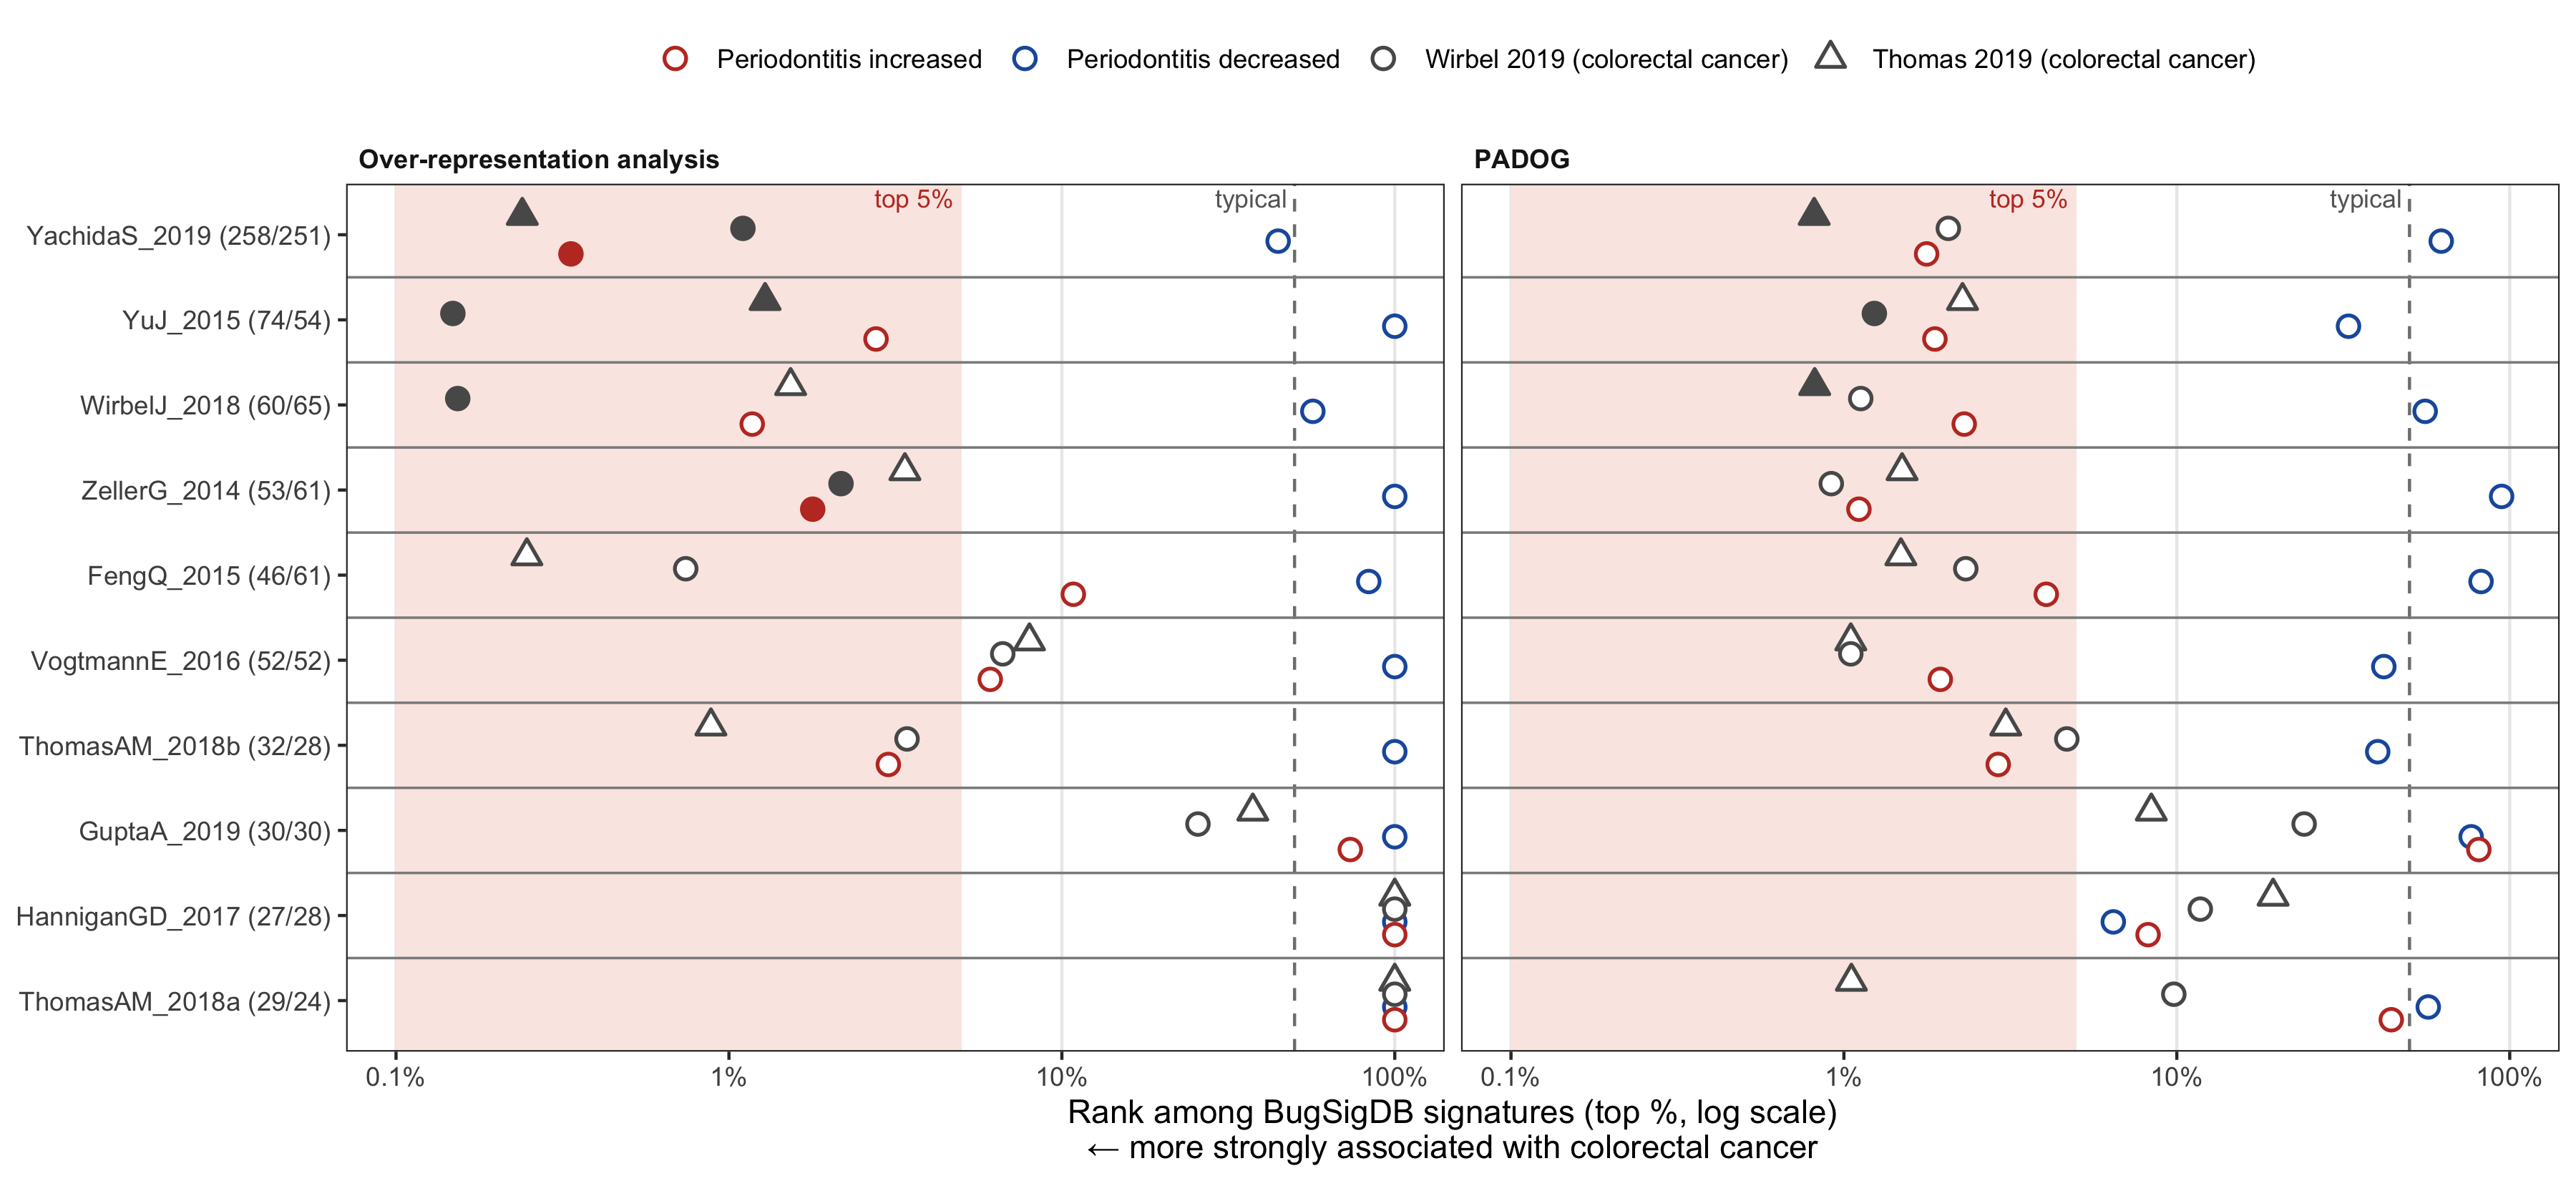 Periodontitis increased Periodontitis decreased Wirbel 2019 (colorectal cancer) Thomas 2019 (colorectal cancer)
Over-representation analysis
PADOG
top 5%
typical
top 5%
typical
YachidaS_2019 (258/251)
YuJ_2015 (74/54)
WirbelJ_2018 (60/65)
ZellerG_2014 (53/61)
FengQ_2015 (46/61)
VogtmannE_2016 (52/52)
ThomasAM_2018b (32/28)
GuptaA_2019 (30/30)
HanniganGD_2017 (27/28)
ThomasAM_2018a (29/24)
0.1% 1% 10% 100%
0.1% 1% 10% 100%
Rank among BugSigDB signatures (top %, log scale)
← more strongly associated with colorectal cancer